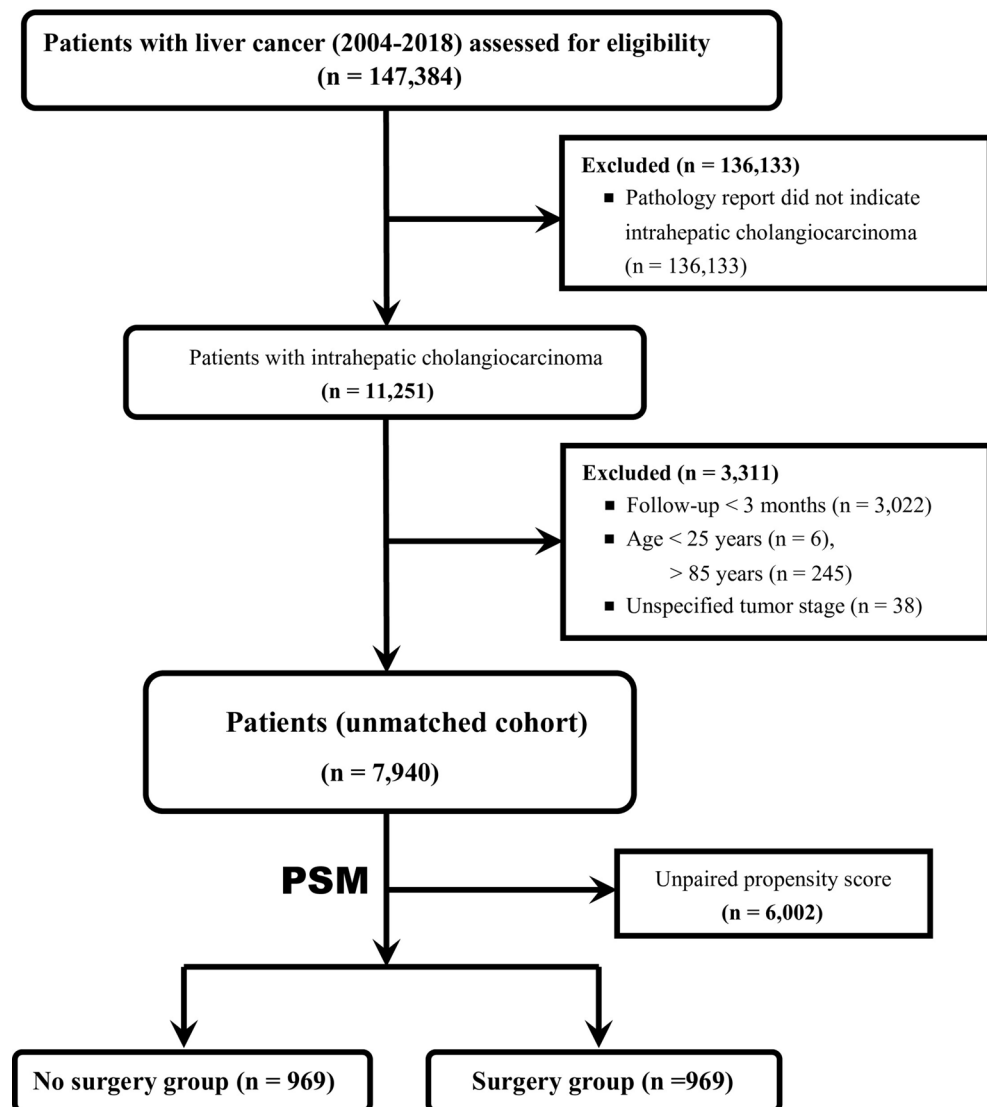 Patients with liver cancer (2004-2018) assessed for eligibility
(n = 147,384)
Excluded (n = 136,133)
▪ Pathology report did not indicate
intrahepatic cholangiocarcinoma
(n = 136,133)
Patients with intrahepatic cholangiocarcinoma
(n = 11,251)
Excluded (n = 3,311)
▪ Follow-up < 3 months (n = 3,022)
▪ Age < 25 years (n = 6),
> 85 years (n = 245)
▪ Unspecified tumor stage (n = 38)
Patients (unmatched cohort)
(n = 7,940)
PSM
Unpaired propensity score
(n = 6,002)
No surgery group (n = 969)
Surgery group (n =969)